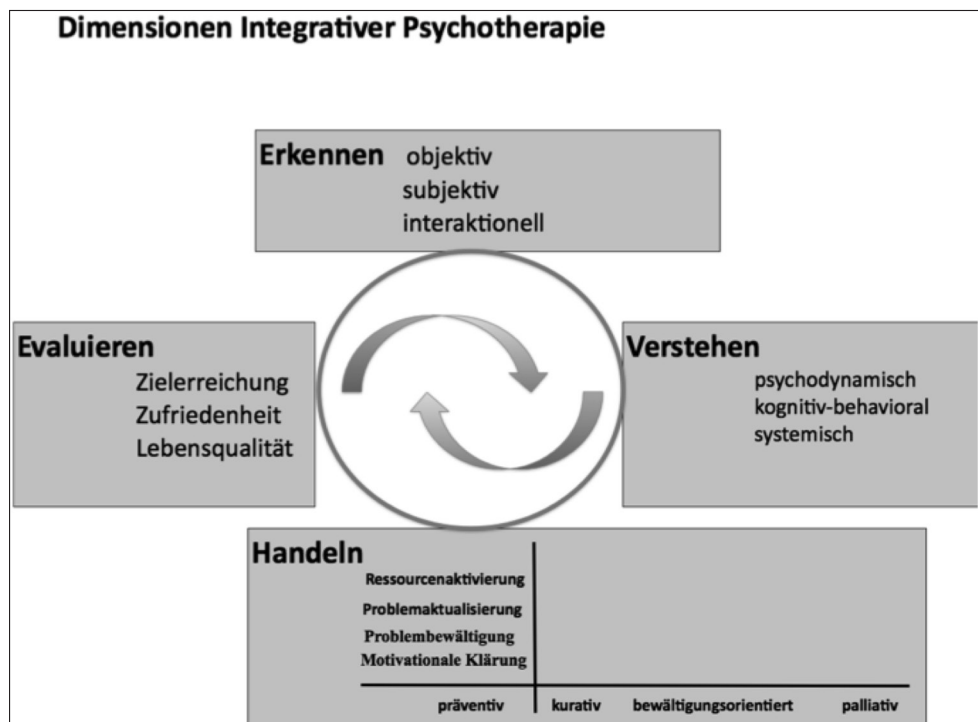 Dimensionen Integrativer Psychotherapie
Erkennen objektiv
subjektiv
interaktionell
Evaluieren
Zielerreichung
Zufriedenheit
Lebensqualität
Verstehen
psychodynamisch
kognitiv-behavioral
systemisch
Handeln
Ressourcenaktivierung
Problemaktualisierung
Problembewältigung
Motivationale Klärung
präventiv kurativ bewältigungsorientiert palliativ